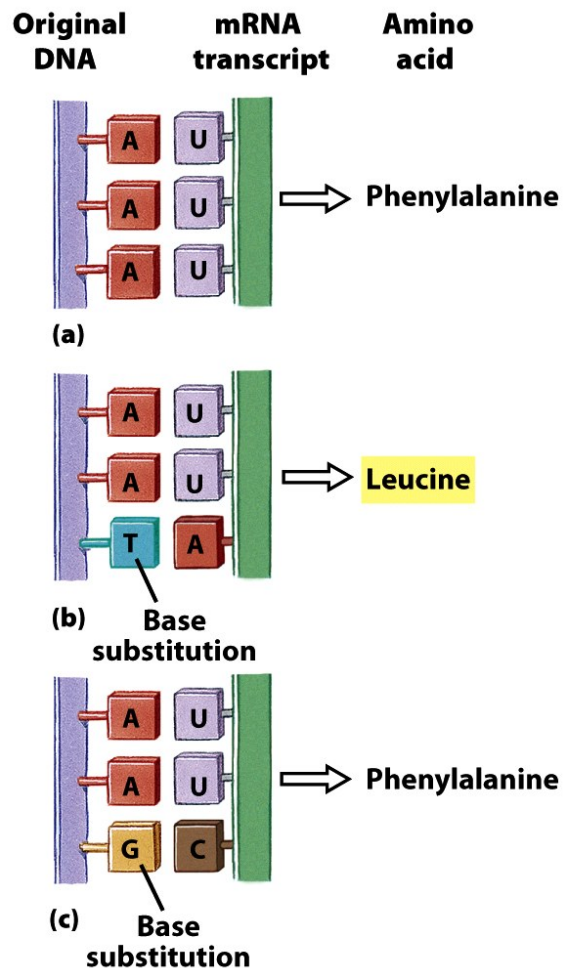 Original DNA
mRNA transcript
Amino acid
A U
A U
A U
Phenylalanine
(a)
A U
A U
T A
Leucine
(b)
Base substitution
A U
A U
G C
Phenylalanine
(c)
Base substitution